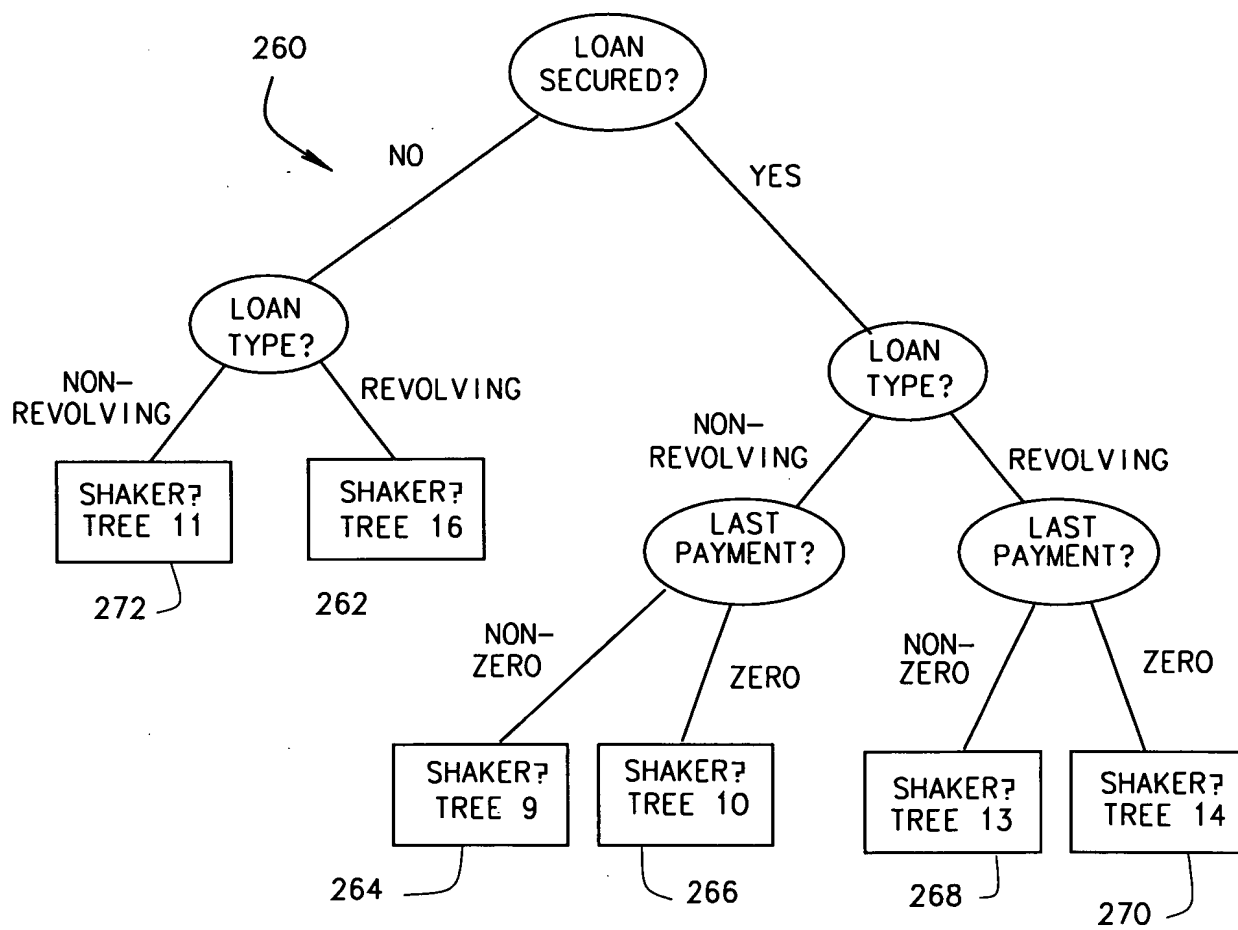 260
LOAN
SECURED?
NO
YES
LOAN
TYPE?
LOAN
TYPE?
NON-
REVOLVING
REVOLVING
NON-
REVOLVING
REVOLVING
SHAKER?
TREE 11
SHAKER?
TREE 16
272
262
LAST
PAYMENT?
LAST
PAYMENT?
NON-
ZERO
ZERO
NON-
ZERO
ZERO
SHAKER?
TREE 9
SHAKER?
TREE 10
SHAKER?
TREE 13
SHAKER?
TREE 14
264
266
268
270